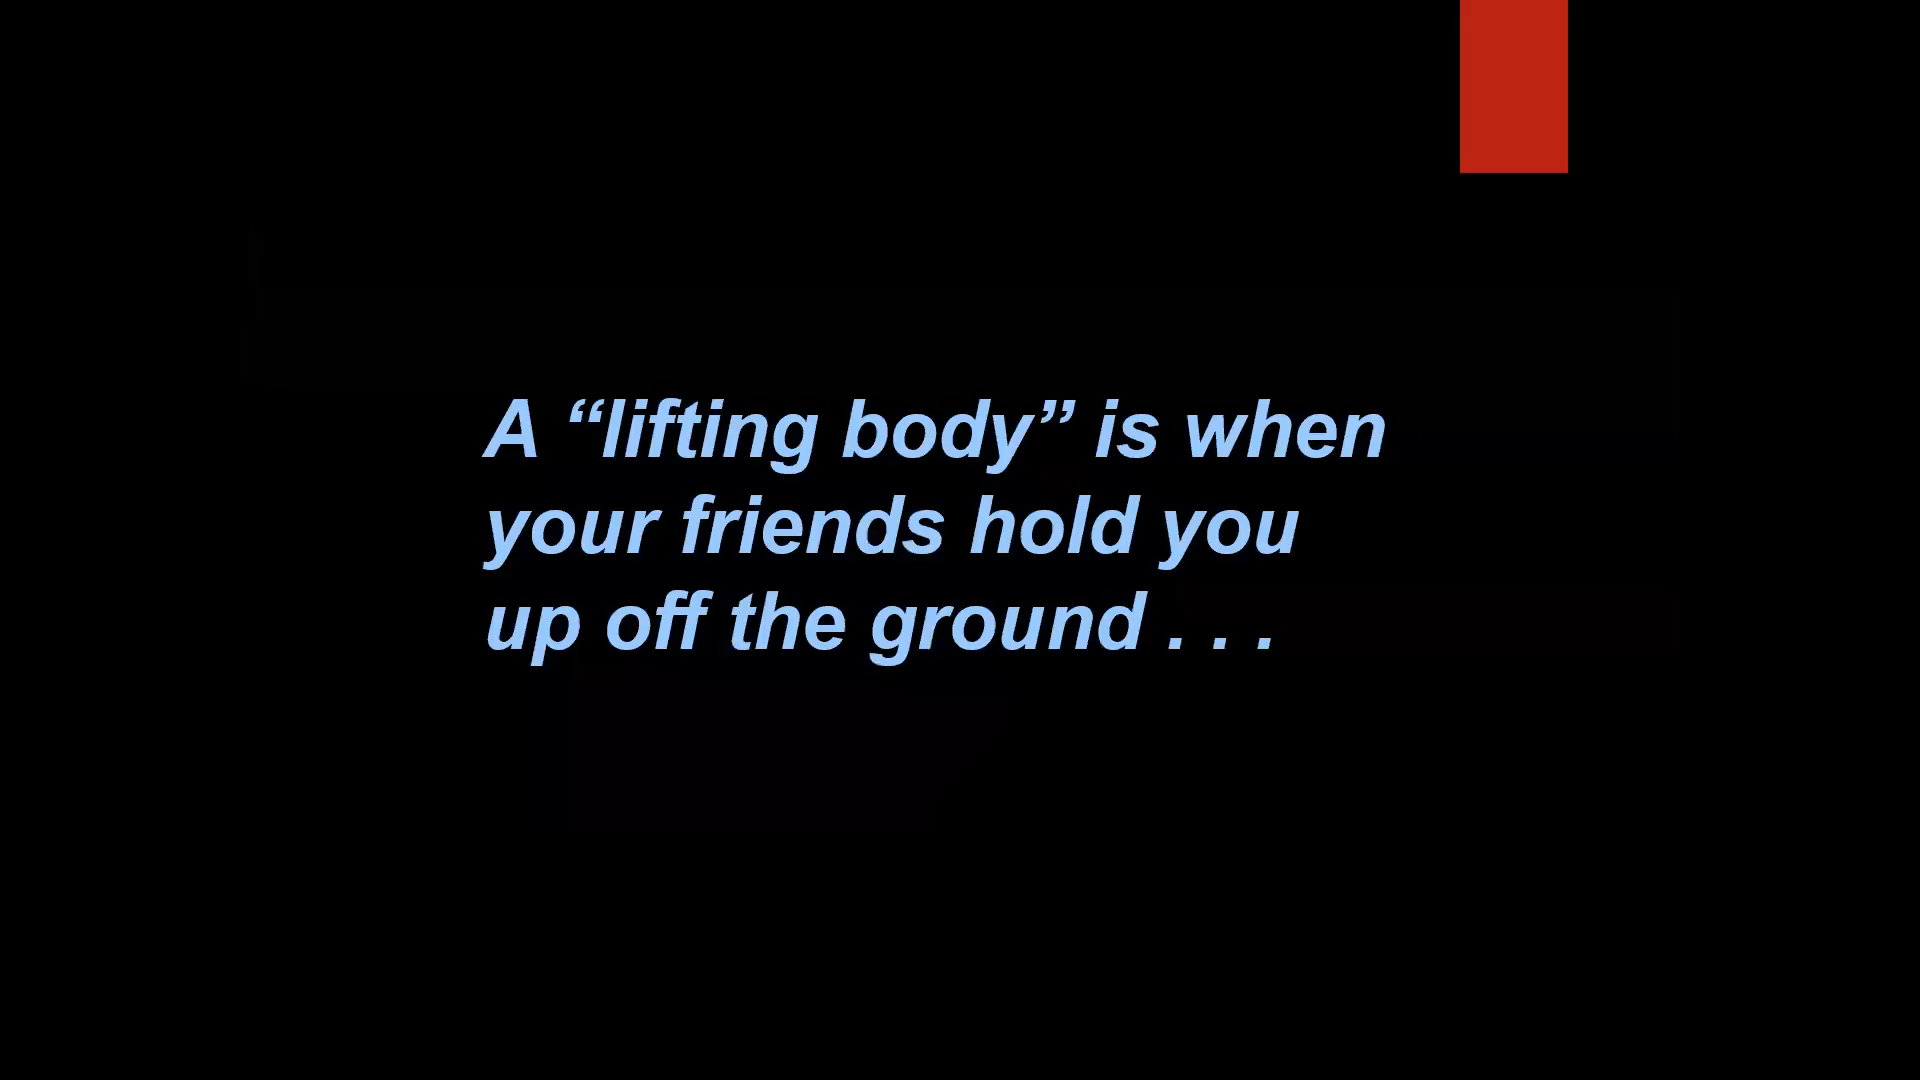 A “lifting body” is when
your friends hold you
up off the ground . . .